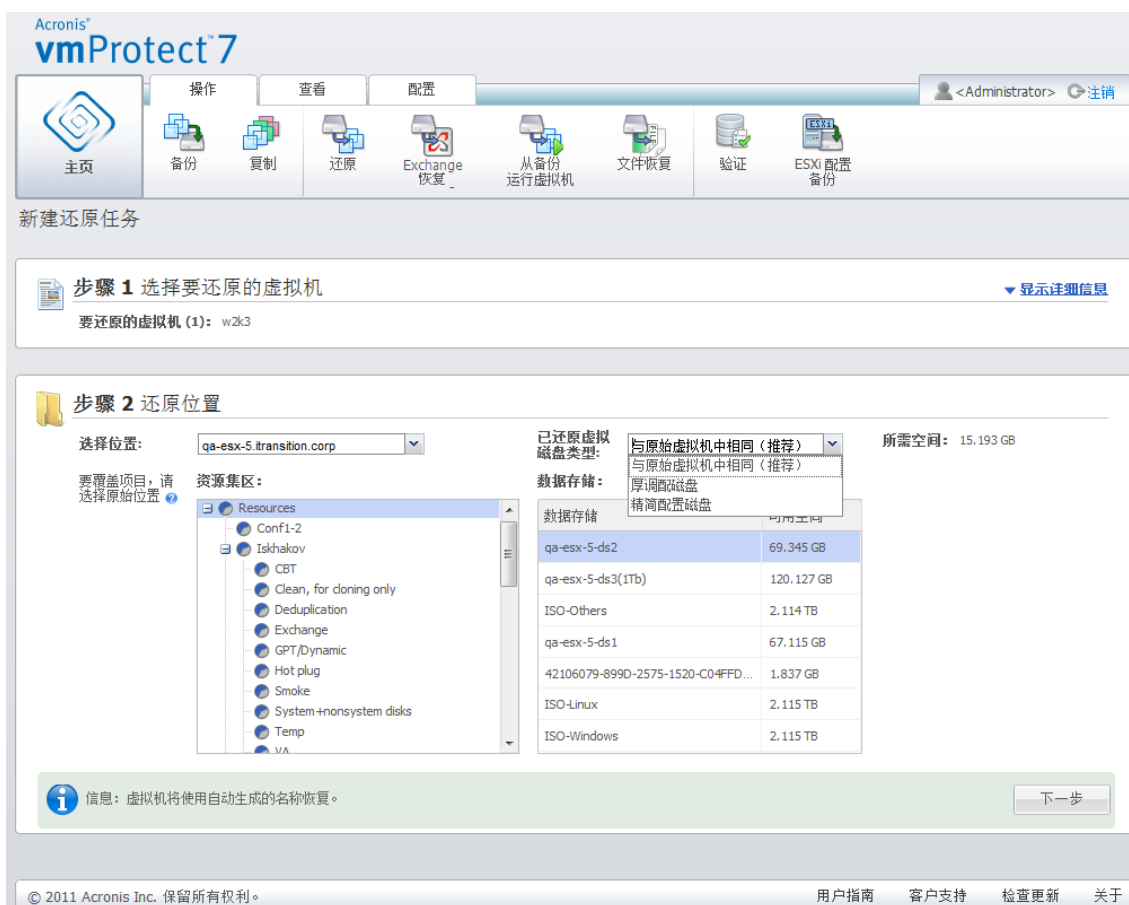 Acronis®
vmProtect™7
操作 查看 配置
<Administrator> 注销
主页
备份
复制
还原
Exchange
恢复
从备份
运行虚拟机
文件恢复
验证
ESXi
ESXi 配置
备份
新建还原任务
步骤 1 选择要还原的虚拟机
显示详细信息
要还原的虚拟机 (1): w2k3
步骤 2 还原位置
选择位置:
qa-esx-5.itransition.corp
已还原虚拟
磁盘类型:
与原始虚拟机中相同（推荐）
与原始虚拟机中相同（推荐）
厚调配磁盘
精简配置磁盘
所需空间: 15.193 GB
要覆盖项目，请
选择原始位置
资源集区:
Resources
Conf1-2
Iskhakov
CBT
Clean, for cloning only
Deduplication
Exchange
GPT/Dynamic
Hot plug
Smoke
System+nonsystem disks
Temp
VA
数据存储:
数据存储 可用空间
qa-esx-5-ds2 69.345 GB
qa-esx-5-ds3(1Tb) 120.127 GB
ISO-Others 2.114 TB
qa-esx-5-ds1 67.115 GB
42106079-899D-2575-1520-C04FFD... 1.837 GB
ISO-Linux 2.115 TB
ISO-Windows 2.115 TB
信息: 虚拟机将使用自动生成的名称恢复。
下一步
© 2011 Acronis Inc. 保留所有权利。
用户指南 客户支持 检查更新 关于